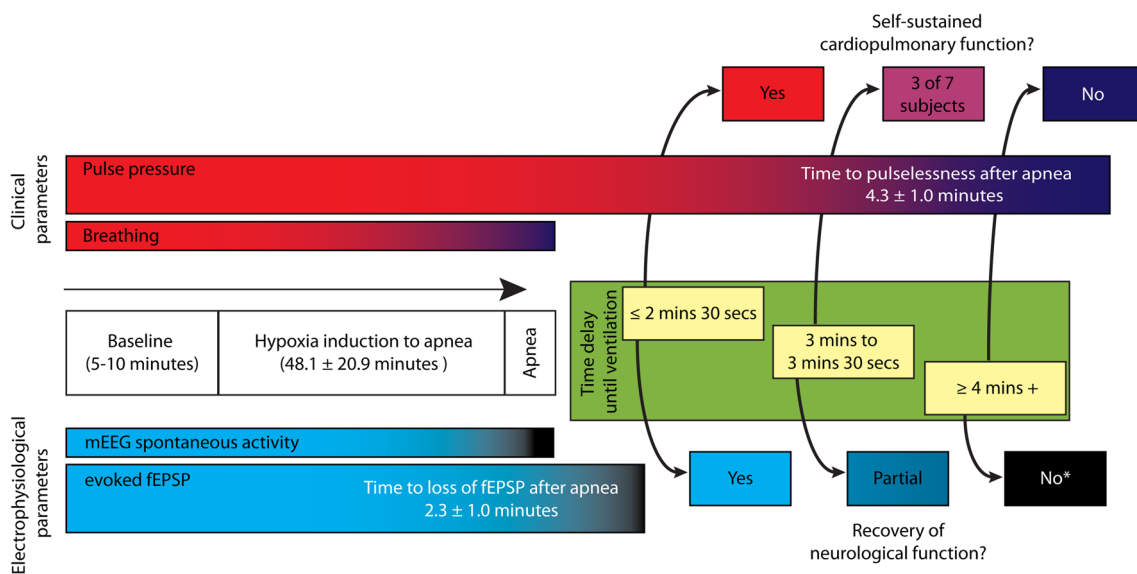 Self-sustained
cardiopulmonary function?
Yes
3 of 7
subjects
No
Clinical
parameters
Pulse pressure
Time to pulselessness after apnea
4.3 ± 1.0 minutes
Breathing
Baseline
(5-10 minutes)
Hypoxia induction to apnea
(48.1 ± 20.9 minutes )
Apnea
Time delay
until ventilation
≤ 2 mins 30 secs
3 mins to
3 mins 30 secs
≥ 4 mins +
Electrophysiological
parameters
mEEG spontaneous activity
evoked fEPSP
Time to loss of fEPSP after apnea
2.3 ± 1.0 minutes
Yes
Partial
No*
Recovery of
neurological function?